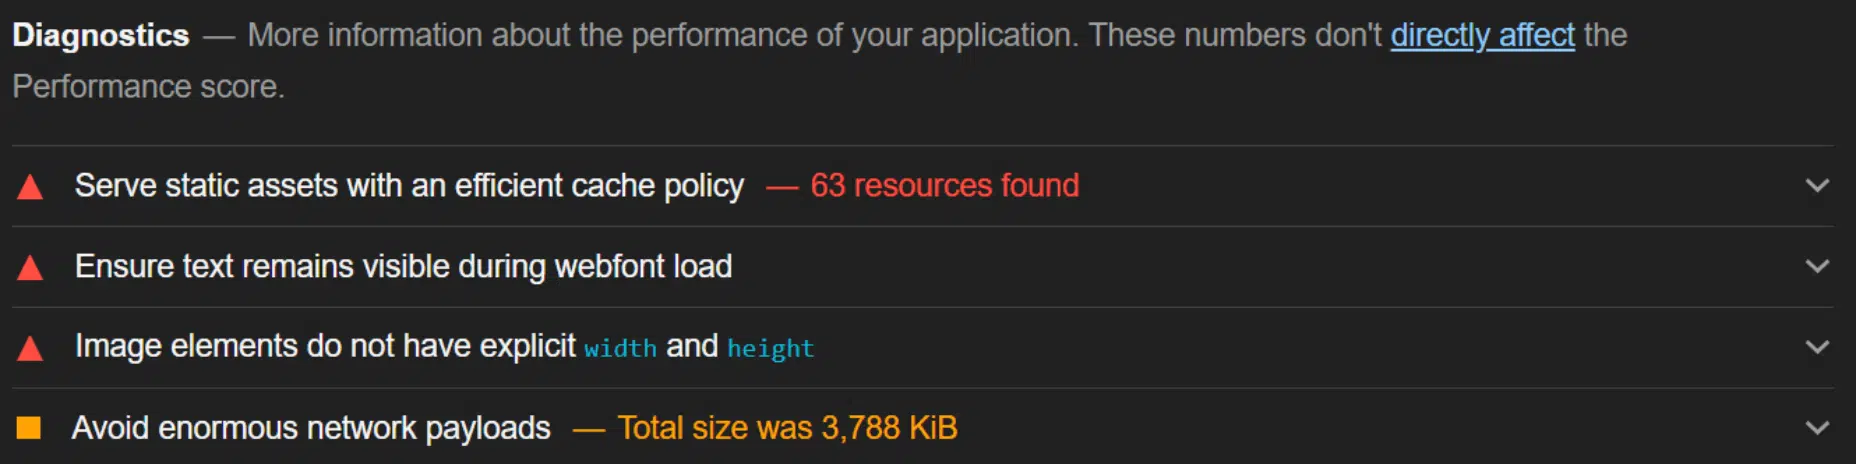 Diagnostics — More information about the performance of your application. These numbers don't directly affect the
Performance score.
Serve static assets with an efficient cache policy — 63 resources found
Ensure text remains visible during webfont load
Image elements do not have explicit width and height
Avoid enormous network payloads — Total size was 3,788 KiB